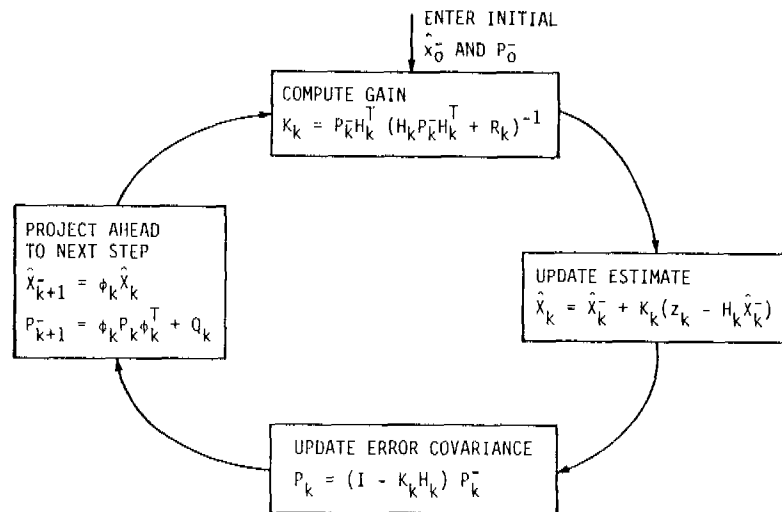 ENTER INITIAL
x̂₀⁻ AND P₀⁻
COMPUTE GAIN
Kₖ = Pₖ⁻Hₖᵀ (HₖPₖ⁻Hₖᵀ + Rₖ)⁻¹
PROJECT AHEAD
TO NEXT STEP
x̂ₖ₊₁⁻ = ϕₖx̂ₖ
Pₖ₊₁⁻ = ϕₖPₖϕₖᵀ + Qₖ
UPDATE ESTIMATE
x̂ₖ = x̂ₖ⁻ + Kₖ(zₖ - Hₖx̂ₖ⁻)
UPDATE ERROR COVARIANCE
Pₖ = (I - KₖHₖ) Pₖ⁻